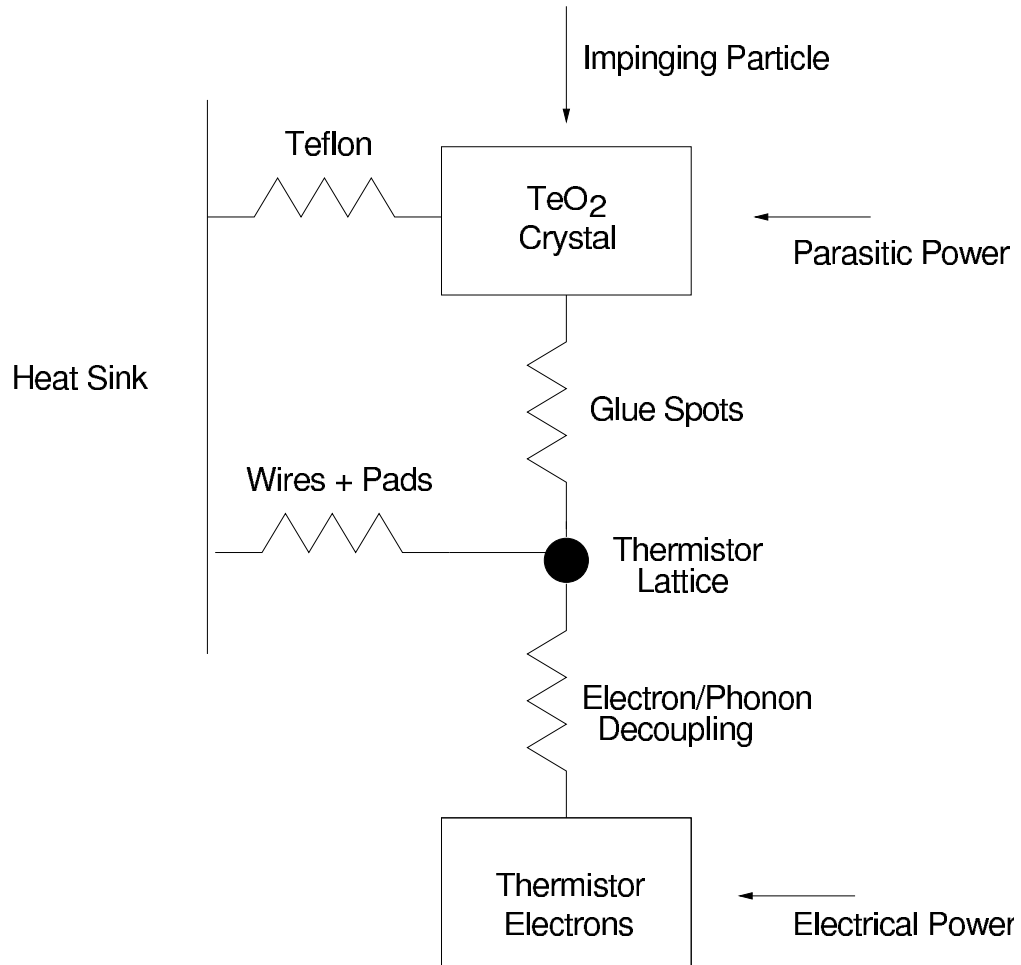 Impinging Particle
Teflon
TeO2
Crystal
Parasitic Power
Heat Sink
Glue Spots
Wires + Pads
Thermistor
Lattice
Electron/Phonon
Decoupling
Thermistor
Electrons
Electrical Power